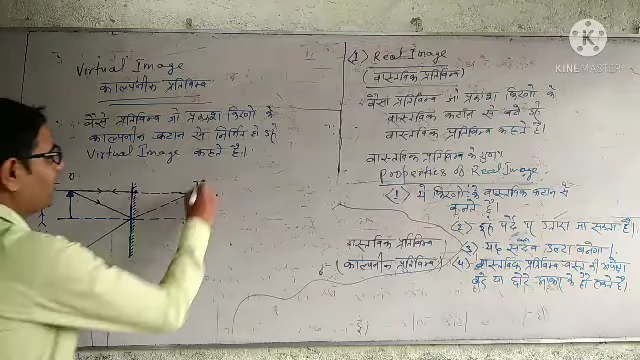 Virtual Image
काल्पनीक प्रतिबिम्ब
वैसे प्रतिबिम्ब जो प्रकाश किरणों के
काल्पनीक कटान से निर्मित हो उसे
Virtual Image कहते हैं।
O
A
(1) Real Image
(वास्तविक प्रतिबिम्ब)
वैसा प्रतिबिम्ब जो प्रकाश किरणों के
वास्तविक कटान से बने उसे
वास्तविक प्रतिबिम्ब कहते हैं।
वास्तविक प्रतिबिम्ब के गुण
Properties of Real Image
(1) ये किरणों के वास्तविक कटान से
बनते हैं।
(2) इसे पर्दे पर उतारा जा सकता है।
(3) यह सदैव उल्टा बनेगा।
(4) वास्तविक प्रतिबिम्ब वस्तु की अपेक्षा
बड़े या छोटे आकार के हो सकते हैं।
वास्तविक प्रतिबिम्ब
(काल्पनीक प्रतिबिम्ब)
KINEMASTER